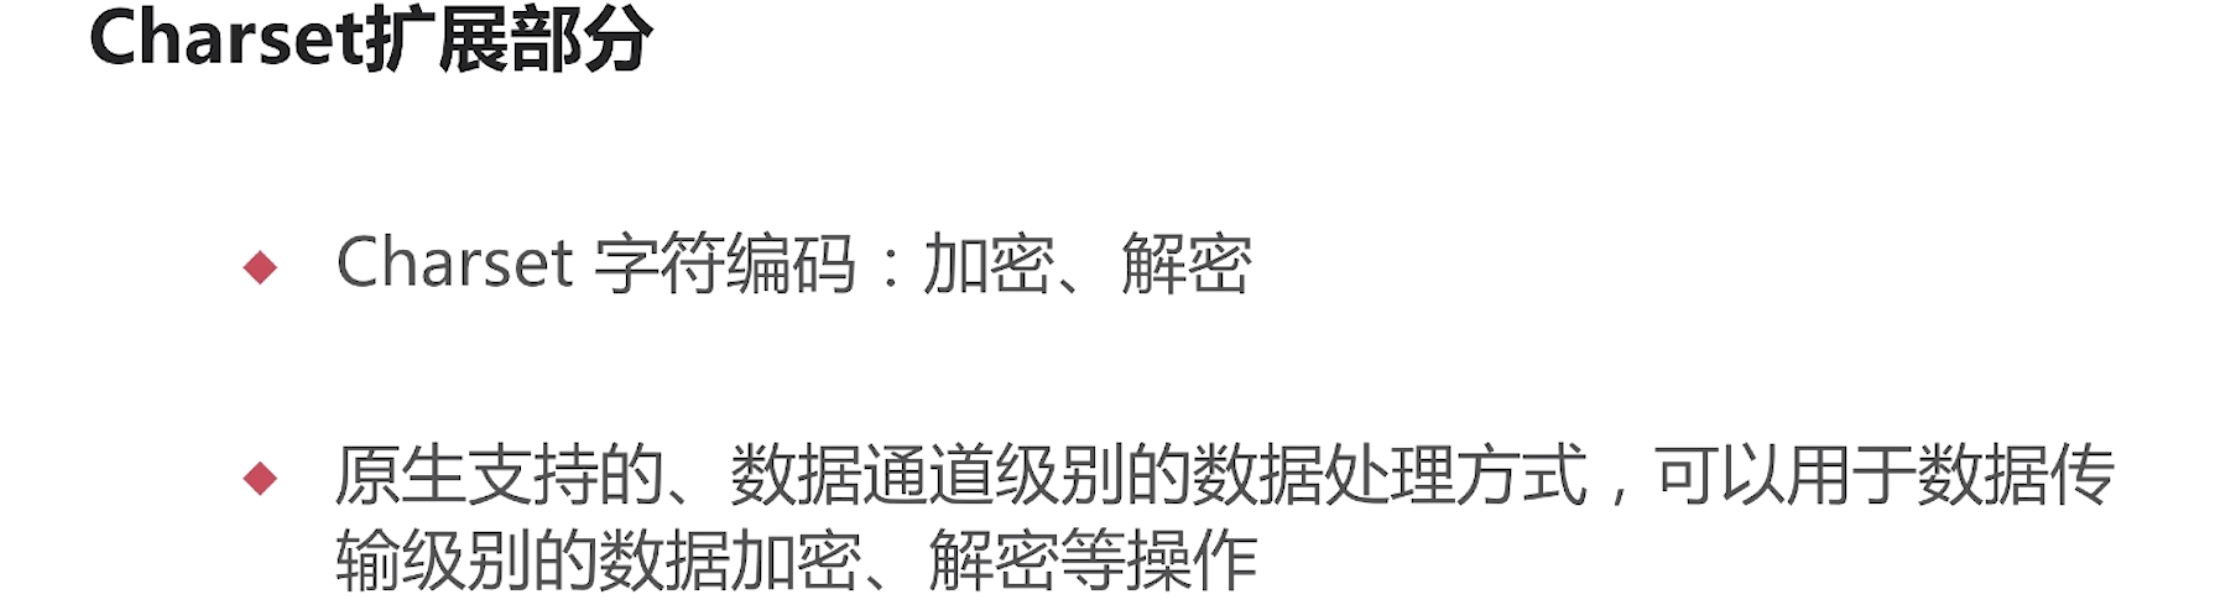 Charset扩展部分
Charset 字符编码：加密、解密
原生支持的、数据通道级别的数据处理方式，可以用于数据传
输级别的数据加密、解密等操作